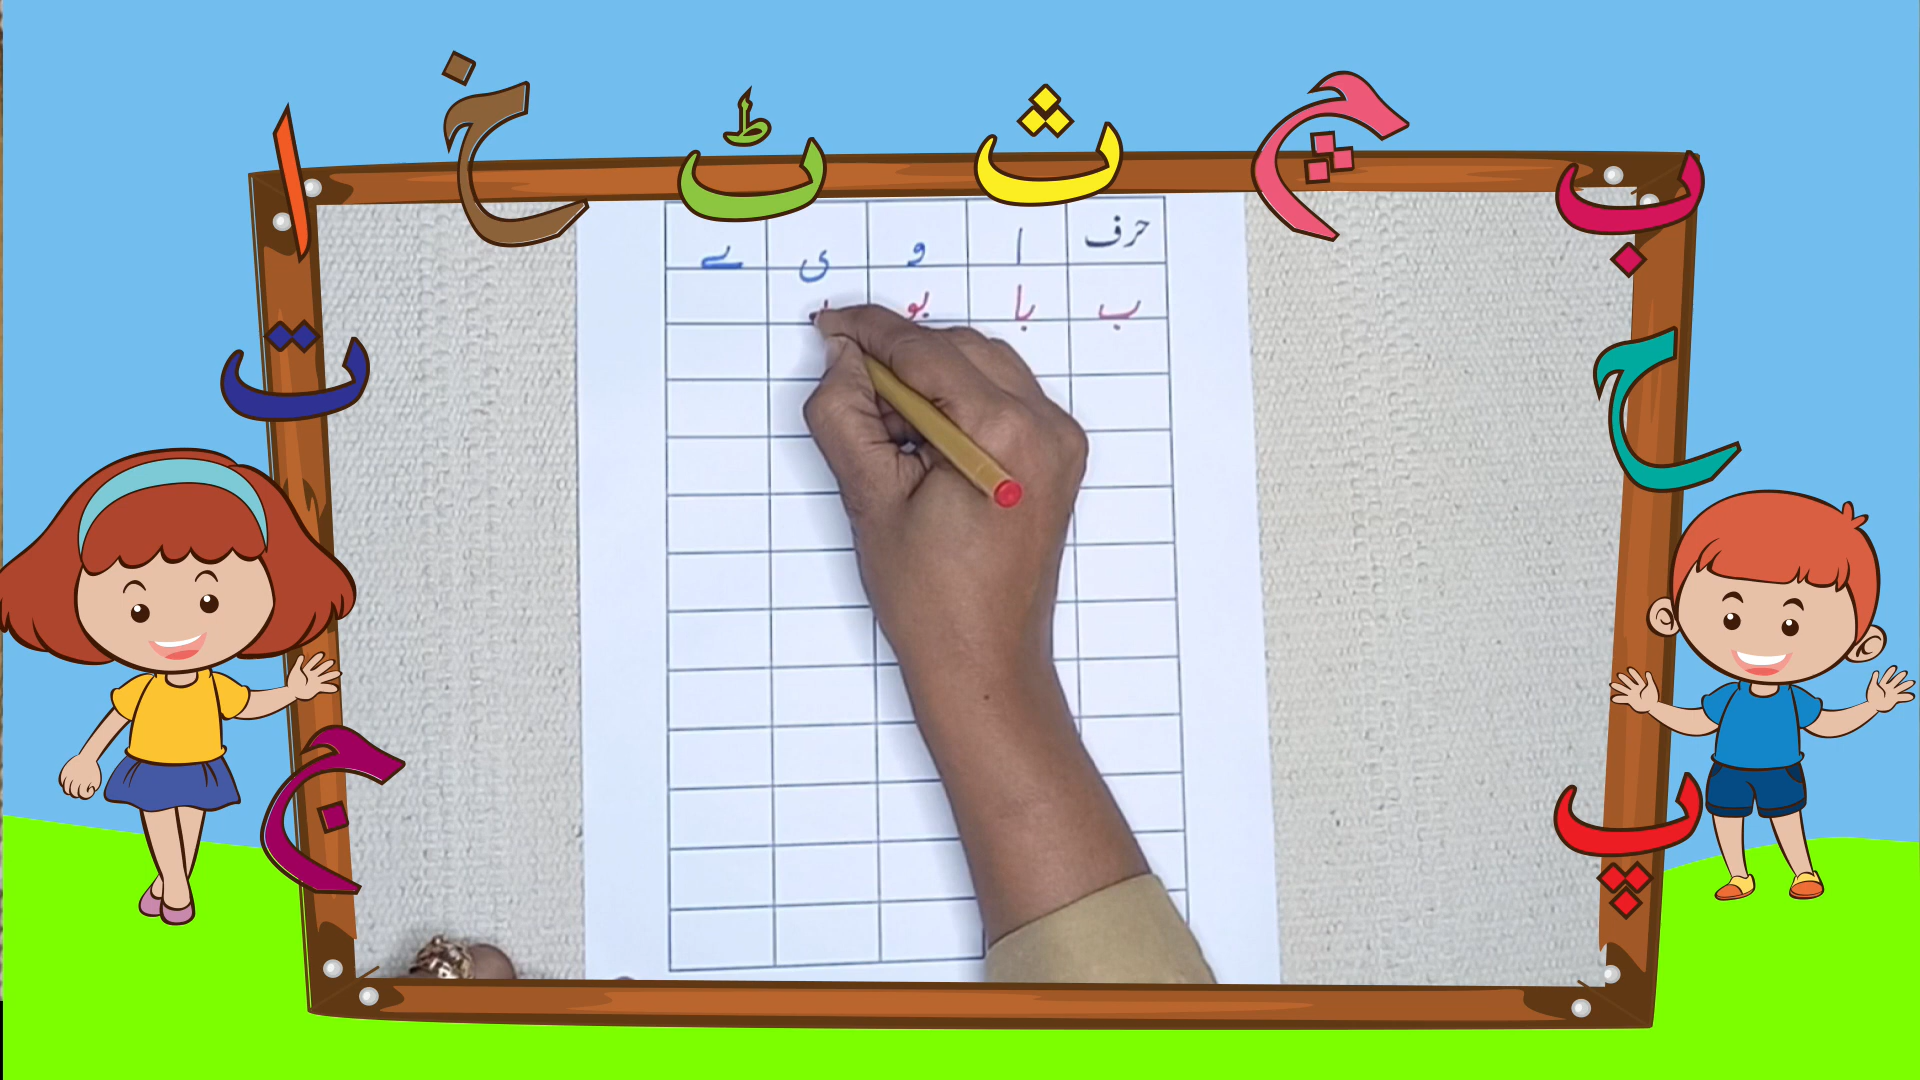 ب چ ث ٹ خ ا
حرف ا و ی ے
ب با بو
ح ت
پ ج